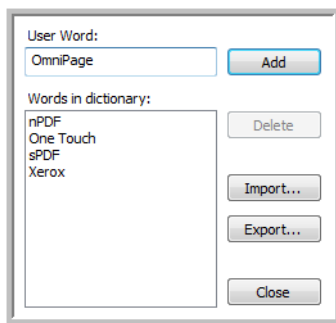 User Word:
OmniPage
Add
Words in dictionary:
nPDF
One Touch
sPDF
Xerox
Delete
Import...
Export...
Close